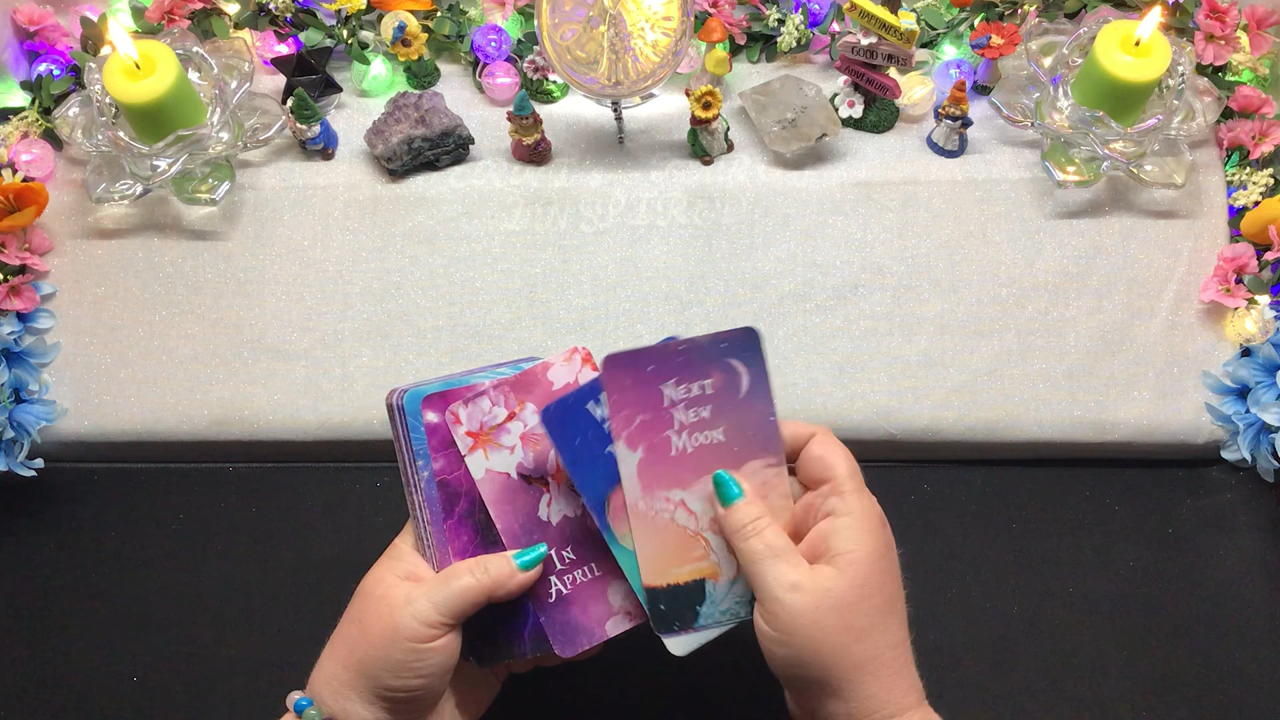 HAPPINESS
GOOD VIBES
ADVENTURE
NEXT
NEW
MOON
IN
APRIL